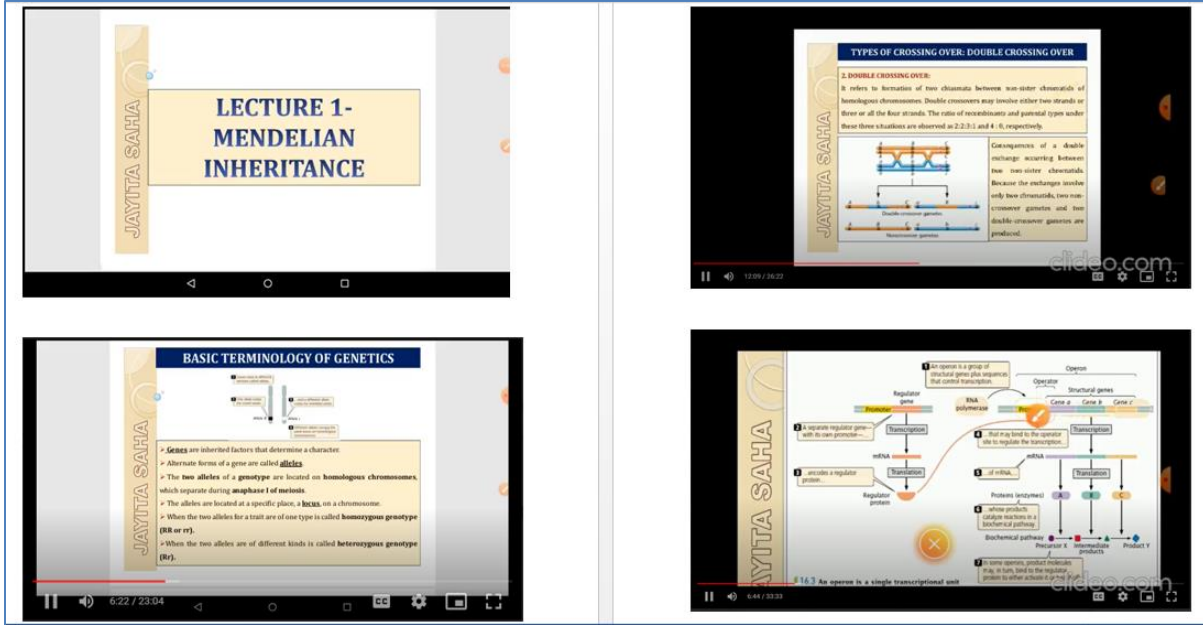 JAYITA SAHA
LECTURE 1-
MENDELIAN
INHERITANCE
BASIC TERMINOLOGY OF GENETICS
JAYITA SAHA
➢ Genes are inherited factors that determine a character.
➢ Alternate forms of a gene are called alleles.
➢ The two alleles of a genotype are located on homologous chromosomes,
which separate during anaphase I of meiosis.
➢ The alleles are located at a specific place, a locus, on a chromosome.
➢ When the two alleles for a trait are of one type is called homozygous genotype
(RR or rr).
➢When the two alleles are of different kinds is called heterozygous genotype
(Rr).
6:22 / 23:04
CC
TYPES OF CROSSING OVER: DOUBLE CROSSING OVER
JAYITA SAHA
2. DOUBLE CROSSING OVER:
It refers to formation of two chiasmata between non-sister chromatids of
homologous chromosomes. Double crossovers may involve either two strands or
three or all the four strands. The ratio of recombinants and parental types under
these three situations are observed as 2:2:3:1 and 4 : 0, respectively.
Consequences of a double
exchange occurring between
two non-sister chromatids.
Because the exchanges involve
only two chromatids, two non-
crossover gametes and two
double-crossover gametes are
produced.
Double-crossover gametes
Noncrossover gametes
clideo.com
12:09 / 26:22
CC
AYITA SAHA
1 An operon is a group of
structural genes plus sequences
that control transcription.
Operon
Operator
Structural genes
Regulator
gene
RNA
polymerase
Promoter
Gene a
Gene b
Gene c
2 A separate regulator gene—
with its own promoter—...
Transcription
4 ...that may bind to the operator
site to regulate the transcription...
Transcription
mRNA
mRNA
3 ...encodes a regulator
protein...
Translation
5 ...of mRNA,...
Translation
Regulator
protein
Proteins (enzymes)
A
X
C
6 ...whose products
catalyze reactions in a
biochemical pathway.
Biochemical pathway
Precursor X
Intermediate
products
Product Y
7 In some operons, product molecules
may, in turn, bind to the regulator
protein to either activate it or
16.3 An operon is a single transcriptional unit
clideo.com
6:44 / 33:33
CC